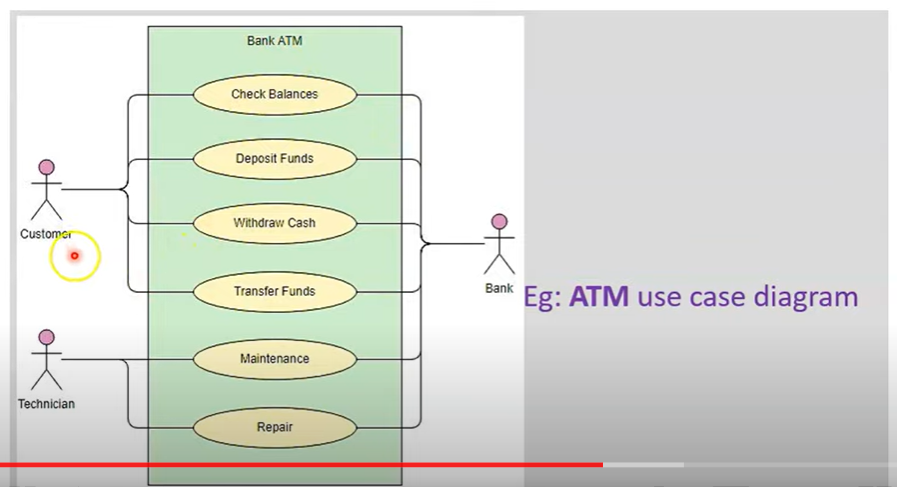 Bank ATM
Check Balances
Deposit Funds
Withdraw Cash
Transfer Funds
Maintenance
Repair
Customer
Technician
Bank
Eg: ATM use case diagram